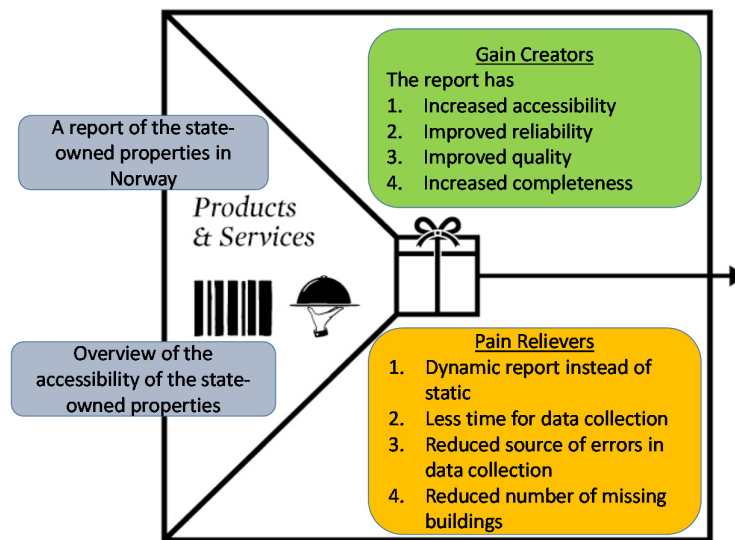 Gain Creators
The report has
1. Increased accessibility
2. Improved reliability
3. Improved quality
4. Increased completeness
A report of the state-
owned properties in
Norway
Products
& Services
Overview of the
accessibility of the state-
owned properties
Pain Relievers
1. Dynamic report instead of
static
2. Less time for data collection
3. Reduced source of errors in
data collection
4. Reduced number of missing
buildings